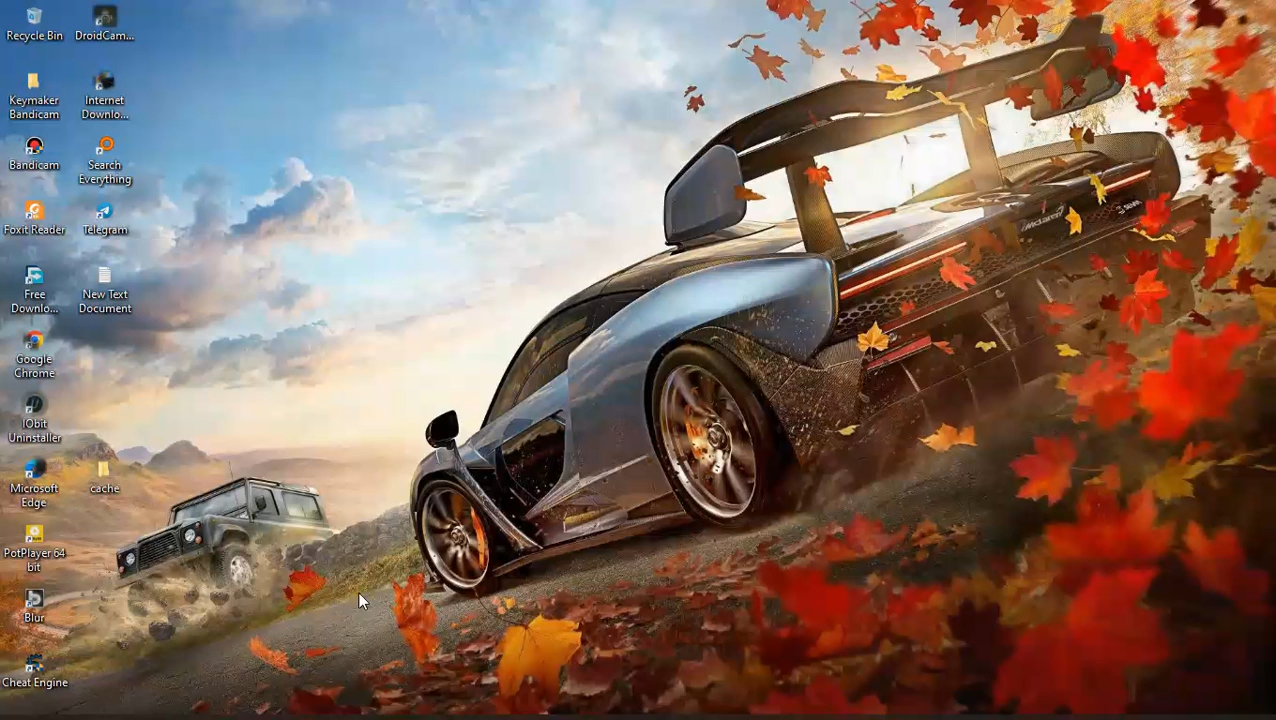 Recycle Bin
DroidCam...
Keymaker
Bandicam
Internet
Downlo...
Bandicam
Search
Everything
Foxit Reader
Telegram
Free
Downlo...
New Text
Document
Google
Chrome
IObit
Uninstaller
Microsoft
Edge
cache
PotPlayer 64
bit
Blur
Cheat Engine
McLaren